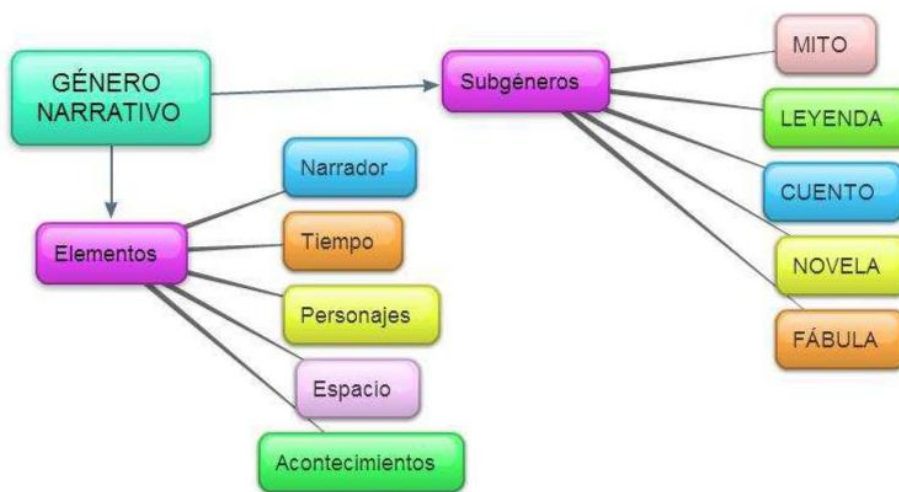 GÉNERO
NARRATIVO
Subgéneros
MITO
LEYENDA
CUENTO
NOVELA
FÁBULA
Elementos
Narrador
Tiempo
Personajes
Espacio
Acontecimientos